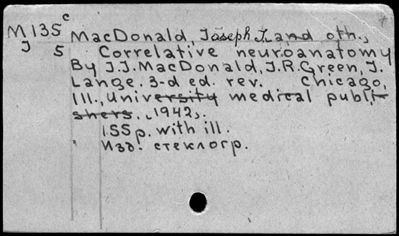 M135 c MacDonald, Joseph J. and oth.,
J 5 Correlative neuroanatomy
By J.J. MacDonald, J.R. Green, J.
Lange. 3-d ed. rev. Chicago,
Ill., University medical publi-
shers, 1942.
155 p. with ill.
Изд. стеклогр.